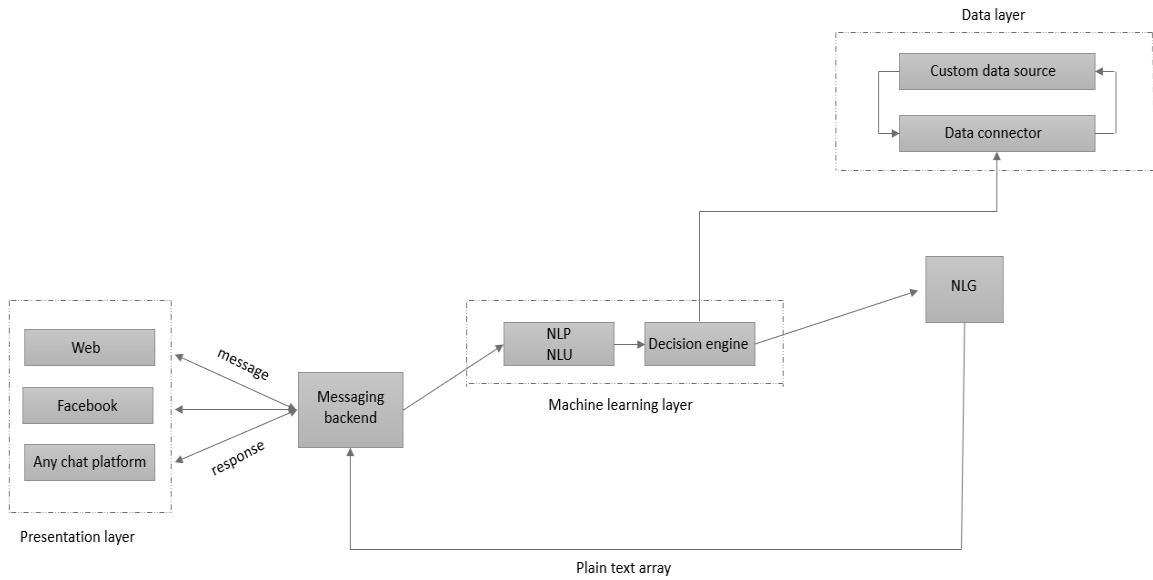 Data layer
Custom data source
Data connector
NLG
Web
Facebook
Any chat platform
Presentation layer
message
response
Messaging
backend
NLP
NLU
Decision engine
Machine learning layer
Plain text array